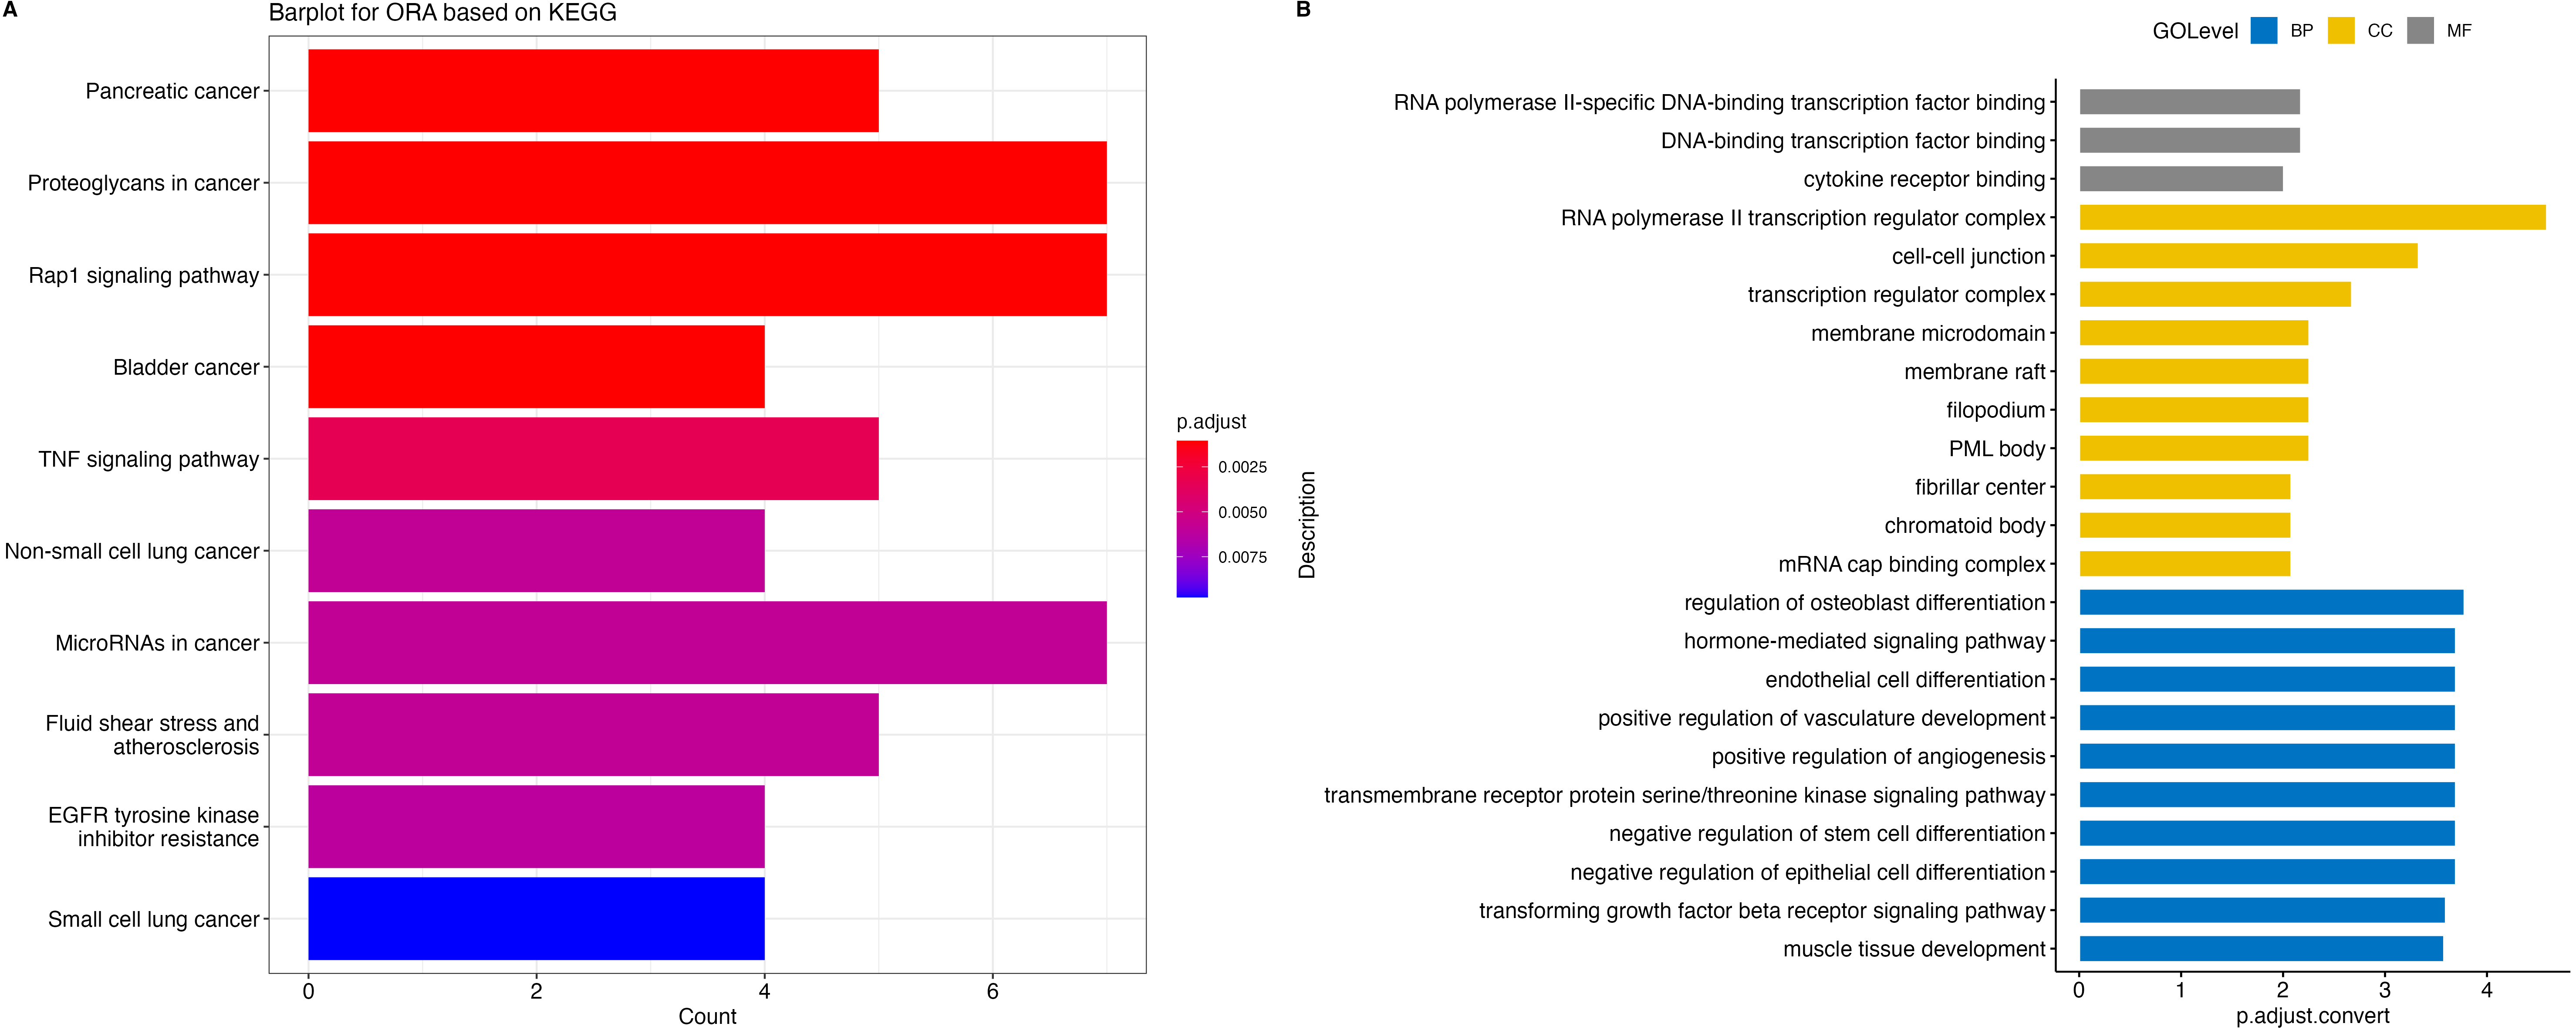 A
Barplot for ORA based on KEGG
Pancreatic cancer
Proteoglycans in cancer
Rap1 signaling pathway
Bladder cancer
TNF signaling pathway
Non-small cell lung cancer
MicroRNAs in cancer
Fluid shear stress and
atherosclerosis
EGFR tyrosine kinase
inhibitor resistance
Small cell lung cancer
0 2 4 6
Count
p.adjust
0.0025
0.0050
0.0075
B
GOLevel BP CC MF
Description
RNA polymerase II-specific DNA-binding transcription factor binding
DNA-binding transcription factor binding
cytokine receptor binding
RNA polymerase II transcription regulator complex
cell-cell junction
transcription regulator complex
membrane microdomain
membrane raft
filopodium
PML body
fibrillar center
chromatoid body
mRNA cap binding complex
regulation of osteoblast differentiation
hormone-mediated signaling pathway
endothelial cell differentiation
positive regulation of vasculature development
positive regulation of angiogenesis
transmembrane receptor protein serine/threonine kinase signaling pathway
negative regulation of stem cell differentiation
negative regulation of epithelial cell differentiation
transforming growth factor beta receptor signaling pathway
muscle tissue development
0 1 2 3 4
p.adjust.convert